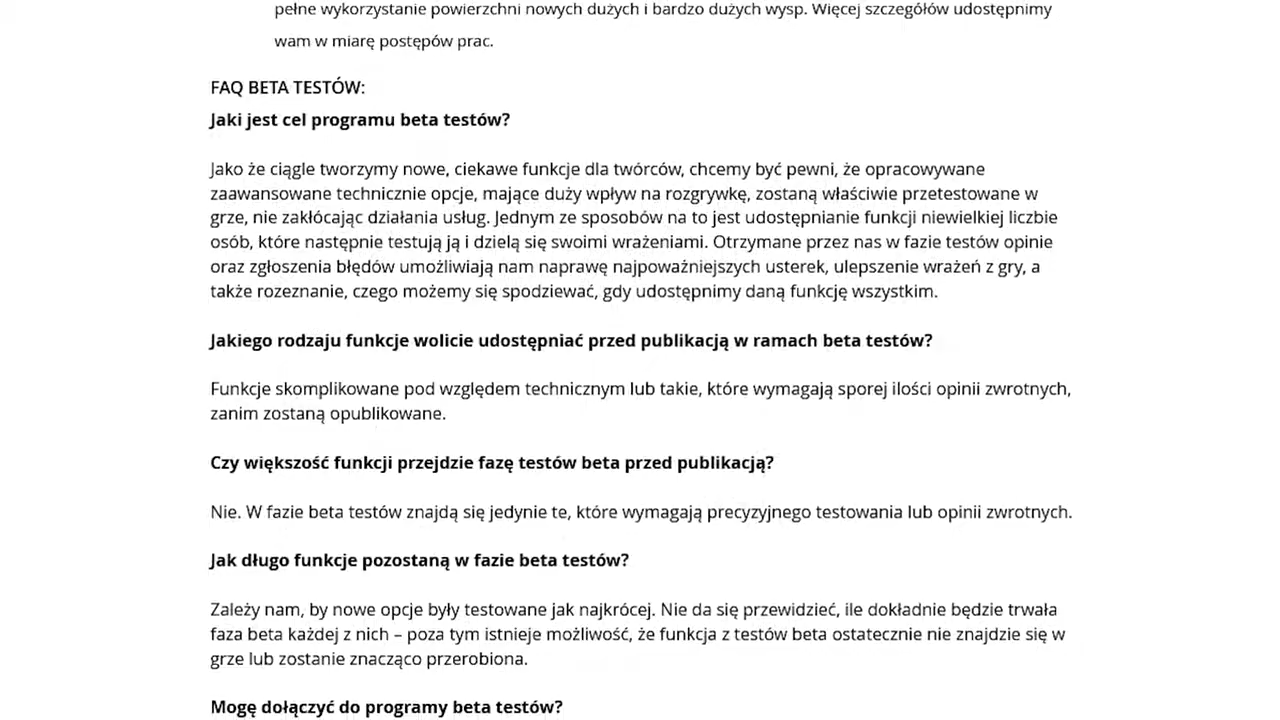 pełne wykorzystanie powierzchni nowych dużych i bardzo dużych wysp. Więcej szczegółów udostępnimy
wam w miarę postępów prac.
FAQ BETA TESTÓW:
Jaki jest cel programu beta testów?
Jako że ciągle tworzymy nowe, ciekawe funkcje dla twórców, chcemy być pewni, że opracowywane
zaawansowane technicznie opcje, mające duży wpływ na rozgrywkę, zostaną właściwie przetestowane w
grze, nie zakłócając działania usług. Jednym ze sposobów na to jest udostępnianie funkcji niewielkiej liczbie
osób, które następnie testują ją i dzielą się swoimi wrażeniami. Otrzymane przez nas w fazie testów opinie
oraz zgłoszenia błędów umożliwiają nam naprawę najpoważniejszych usterek, ulepszenie wrażeń z gry, a
także rozeznanie, czego możemy się spodziewać, gdy udostępnimy daną funkcję wszystkim.
Jakiego rodzaju funkcje wolicie udostępniać przed publikacją w ramach beta testów?
Funkcje skomplikowane pod względem technicznym lub takie, które wymagają sporej ilości opinii zwrotnych,
zanim zostaną opublikowane.
Czy większość funkcji przejdzie fazę testów beta przed publikacją?
Nie. W fazie beta testów znajdą się jedynie te, które wymagają precyzyjnego testowania lub opinii zwrotnych.
Jak długo funkcje pozostaną w fazie beta testów?
Zależy nam, by nowe opcje były testowane jak najkrócej. Nie da się przewidzieć, ile dokładnie będzie trwała
faza beta każdej z nich – poza tym istnieje możliwość, że funkcja z testów beta ostatecznie nie znajdzie się w
grze lub zostanie znacząco przerobiona.
Mogę dołączyć do programy beta testów?